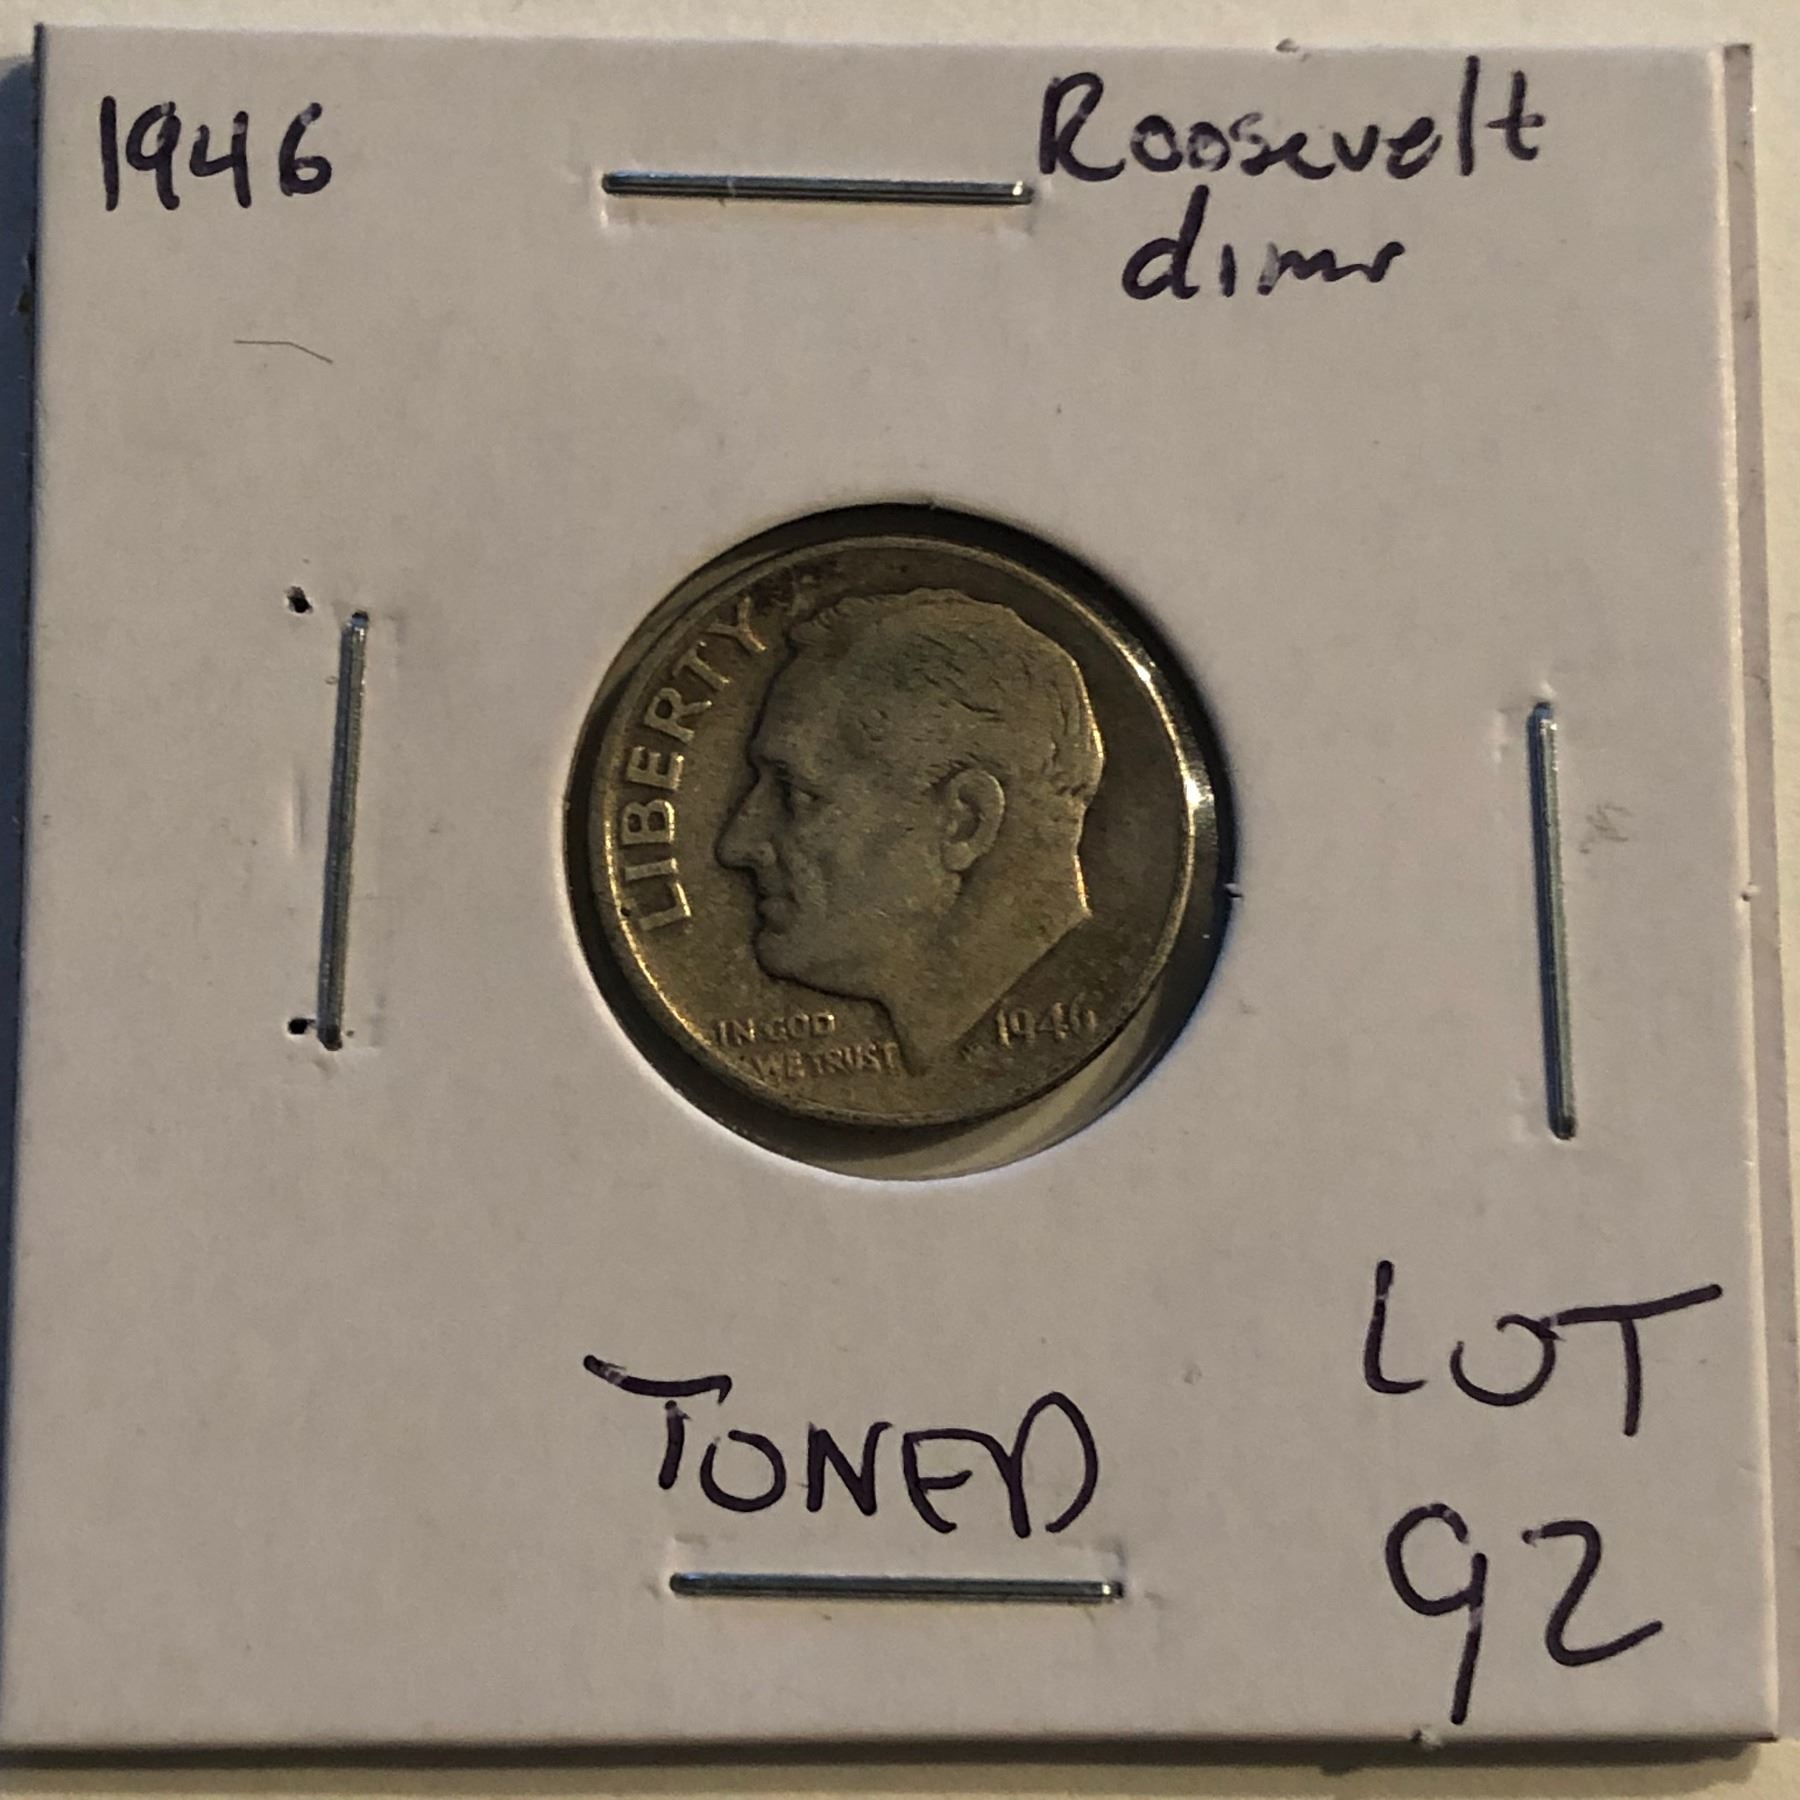 1946
Roosevelt
dime
LIBERTY
IN GOD
WE TRUST
1946
TONED
LOT
92